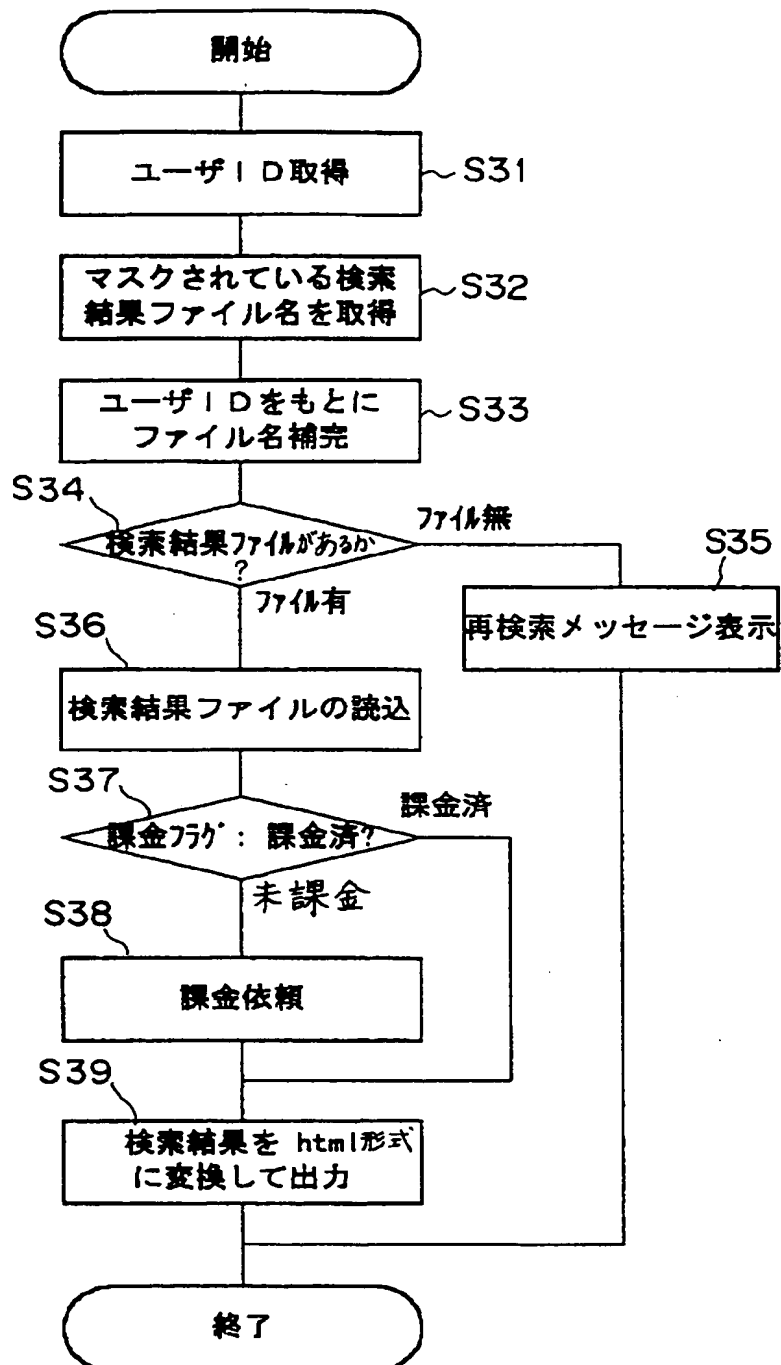 開始
ユーザID取得
S31
マスクされている検索
結果ファイル名を取得
S32
ユーザIDをもとに
ファイル名補完
S33
S34
検索結果ファイルがあるか
?
ファイル無
ファイル有
S35
再検索メッセージ表示
S36
検索結果ファイルの読込
S37
課金フラグ: 課金済?
課金済
未課金
S38
課金依頼
S39
検索結果を html形式
に変換して出力
終了